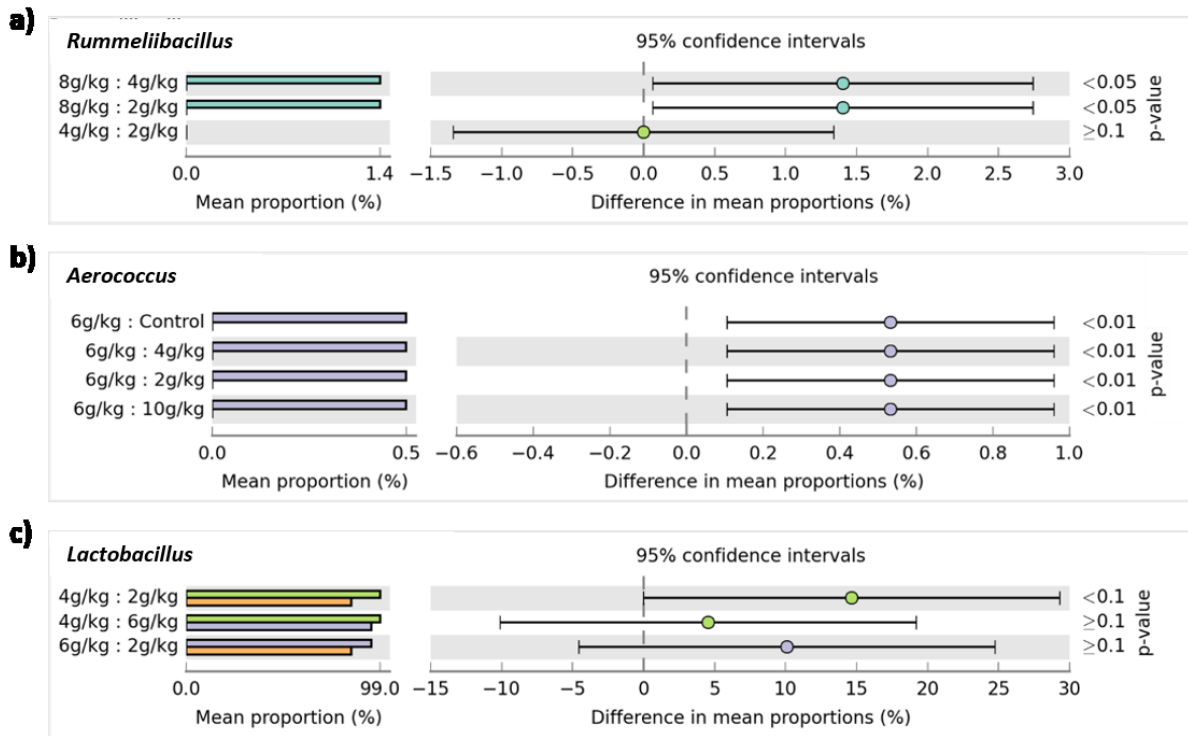 a)
Rummeliibacillus
95% confidence intervals
8g/kg : 4g/kg
<0.05
8g/kg : 2g/kg
<0.05
4g/kg : 2g/kg
≥0.1
p-value
0.0 1.4
−1.5 −1.0 −0.5 0.0 0.5 1.0 1.5 2.0 2.5 3.0
Mean proportion (%)
Difference in mean proportions (%)
b)
Aerococcus
95% confidence intervals
6g/kg : Control
<0.01
6g/kg : 4g/kg
<0.01
6g/kg : 2g/kg
<0.01
6g/kg : 10g/kg
<0.01
p-value
0.0 0.5
−0.6 −0.4 −0.2 0.0 0.2 0.4 0.6 0.8 1.0
Mean proportion (%)
Difference in mean proportions (%)
c)
Lactobacillus
95% confidence intervals
4g/kg : 2g/kg
<0.1
4g/kg : 6g/kg
≥0.1
6g/kg : 2g/kg
≥0.1
p-value
0.0 99.0
−15 −10 −5 0 5 10 15 20 25 30
Mean proportion (%)
Difference in mean proportions (%)